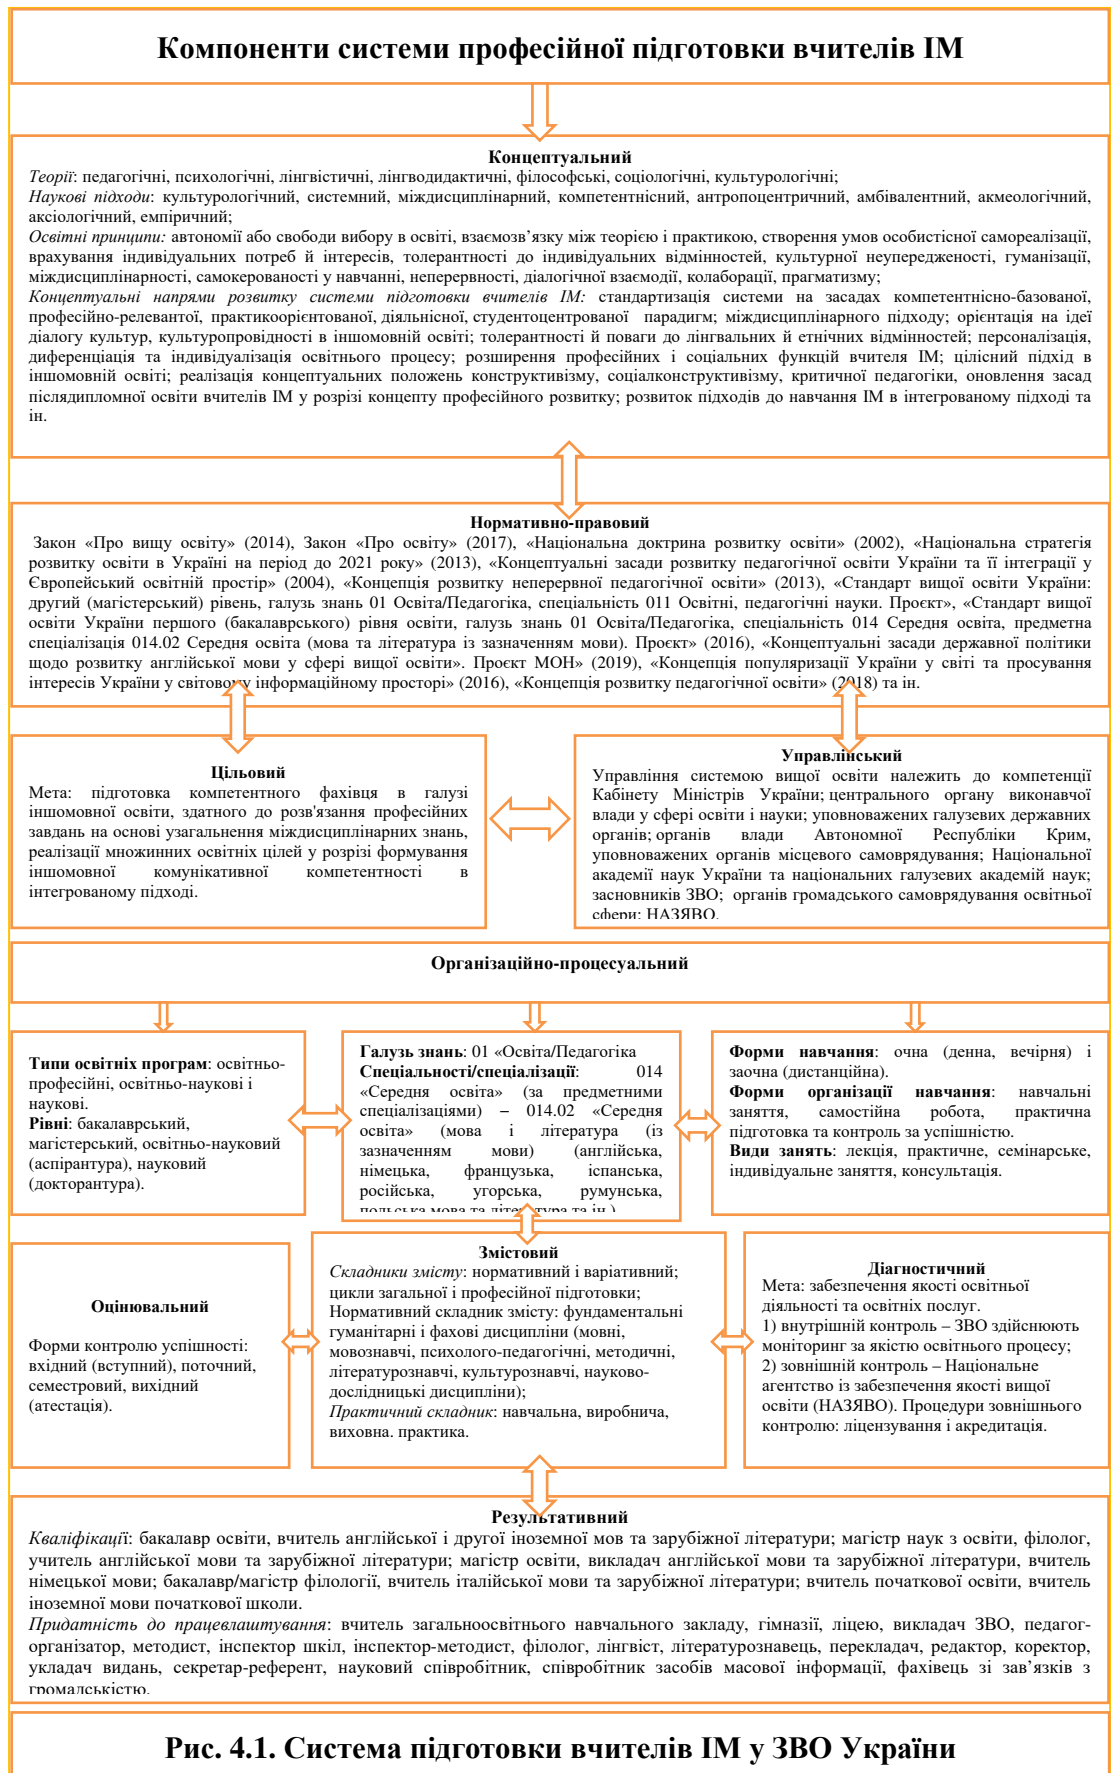 Компоненти системи професійної підготовки вчителів ІМ
Концептуальний
Теорії: педагогічні, психологічні, лінгвістичні, лінгводидактичні, філософські, соціологічні, культурологічні;
Наукові підходи: культурологічний, системний, міждисциплінарний, компетентнісний, антропоцентричний, амбівалентний, акмеологічний,
аксіологічний, емпіричний;
Освітні принципи: автономії або свободи вибору в освіті, взаємозв’язку між теорією і практикою, створення умов особистісної самореалізації,
врахування індивідуальних потреб й інтересів, толерантності до індивідуальних відмінностей, культурної неупередженості, гуманізації,
міждисциплінарності, самокерованості у навчанні, неперервності, діалогічної взаємодії, колаборації, прагматизму;
Концептуальні напрями розвитку системи підготовки вчителів ІМ: стандартизація системи на засадах компетентнісно-базованої,
професійно-релевантої, практикоорієнтованої, діяльнісної, студентоцентрованої парадигм; міждисциплінарного підходу; орієнтація на ідеї
діалогу культур, культуропровідності в іншомовній освіті; толерантності й поваги до лінгвальних й етнічних відмінностей; персоналізація,
диференціація та індивідуалізація освітнього процесу; розширення професійних і соціальних функцій вчителя ІМ; цілісний підхід в
іншомовній освіті; реалізація концептуальних положень конструктивізму, соціалконструктивізму, критичної педагогіки, оновлення засад
післядипломної освіти вчителів ІМ у розрізі концепту професійного розвитку; розвиток підходів до навчання ІМ в інтегрованому підході та
ін.
Нормативно-правовий
Закон «Про вищу освіту» (2014), Закон «Про освіту» (2017), «Національна доктрина розвитку освіти» (2002), «Національна стратегія
розвитку освіти в Україні на період до 2021 року» (2013), «Концептуальні засади розвитку педагогічної освіти України та її інтеграції у
Європейський освітній простір» (2004), «Концепція розвитку неперервної педагогічної освіти» (2013), «Стандарт вищої освіти України:
другий (магістерський) рівень, галузь знань 01 Освіта/Педагогіка, спеціальність 011 Освітні, педагогічні науки. Проєкт», «Стандарт вищої
освіти України першого (бакалаврського) рівня освіти, галузь знань 01 Освіта/Педагогіка, спеціальність 014 Середня освіта, предметна
спеціалізація 014.02 Середня освіта (мова та література із зазначенням мови). Проєкт» (2016), «Концептуальні засади державної політики
щодо розвитку англійської мови у сфері вищої освіти». Проєкт МОН» (2019), «Концепція популяризації України у світі та просування
інтересів України у світовому інформаційному просторі» (2016), «Концепція розвитку педагогічної освіти» (2018) та ін.
Цільовий
Мета: підготовка компетентного фахівця в галузі
іншомовної освіти, здатного до розв'язання професійних
завдань на основі узагальнення міждисциплінарних знань,
реалізації множинних освітніх цілей у розрізі формування
іншомовної комунікативної компетентності в
інтегрованому підході.
Управлінський
Управління системою вищої освіти належить до компетенції
Кабінету Міністрів України; центрального органу виконавчої
влади у сфері освіти і науки; уповноважених галузевих державних
органів; органів влади Автономної Республіки Крим,
уповноважених органів місцевого самоврядування; Національної
академії наук України та національних галузевих академій наук;
засновників ЗВО; органів громадського самоврядування освітньої
сфери; НАЗЯВО.
Організаційно-процесуальний
Типи освітніх програм: освітньо-
професійні, освітньо-наукові і
наукові.
Рівні: бакалаврський,
магістерський, освітньо-науковий
(аспірантура), науковий
(докторантура).
Галузь знань: 01 «Освіта/Педагогіка
Спеціальності/спеціалізації: 014
«Середня освіта» (за предметними
спеціалізаціями) – 014.02 «Середня
освіта» (мова і література (із
зазначенням мови) (англійська,
німецька, французька, іспанська,
російська, угорська, румунська,
польська мова та література та ін.)
Форми навчання: очна (денна, вечірня) і
заочна (дистанційна).
Форми організації навчання: навчальні
заняття, самостійна робота, практична
підготовка та контроль за успішністю.
Види занять: лекція, практичне, семінарське,
індивідуальне заняття, консультація.
Оцінювальний
Форми контролю успішності:
вхідний (вступний), поточний,
семестровий, вихідний
(атестація).
Змістовий
Складники змісту: нормативний і варіативний;
цикли загальної і професійної підготовки;
Нормативний складник змісту: фундаментальні
гуманітарні і фахові дисципліни (мовні,
мовознавчі, психолого-педагогічні, методичні,
літературознавчі, культурознавчі, науково-
дослідницькі дисципліни);
Практичний складник: навчальна, виробнича,
виховна. практика.
Діагностичний
Мета: забезпечення якості освітньої
діяльності та освітніх послуг.
1) внутрішній контроль – ЗВО здійснюють
моніторинг за якістю освітнього процесу;
2) зовнішній контроль – Національне
агентство із забезпечення якості вищої
освіти (НАЗЯВО). Процедури зовнішнього
контролю: ліцензування і акредитація.
Результативний
Кваліфікації: бакалавр освіти, вчитель англійської і другої іноземної мов та зарубіжної літератури; магістр наук з освіти, філолог,
учитель англійської мови та зарубіжної літератури; магістр освіти, викладач англійської мови та зарубіжної літератури, вчитель
німецької мови; бакалавр/магістр філології, вчитель італійської мови та зарубіжної літератури; вчитель початкової освіти, вчитель
іноземної мови початкової школи.
Придатність до працевлаштування: вчитель загальноосвітнього навчального закладу, гімназії, ліцею, викладач ЗВО, педагог-
організатор, методист, інспектор шкіл, інспектор-методист, філолог, лінгвіст, літературознавець, перекладач, редактор, коректор,
укладач видань, секретар-референт, науковий співробітник, співробітник засобів масової інформації, фахівець зі зав’язків з
громадськістю.
Рис. 4.1. Система підготовки вчителів ІМ у ЗВО України